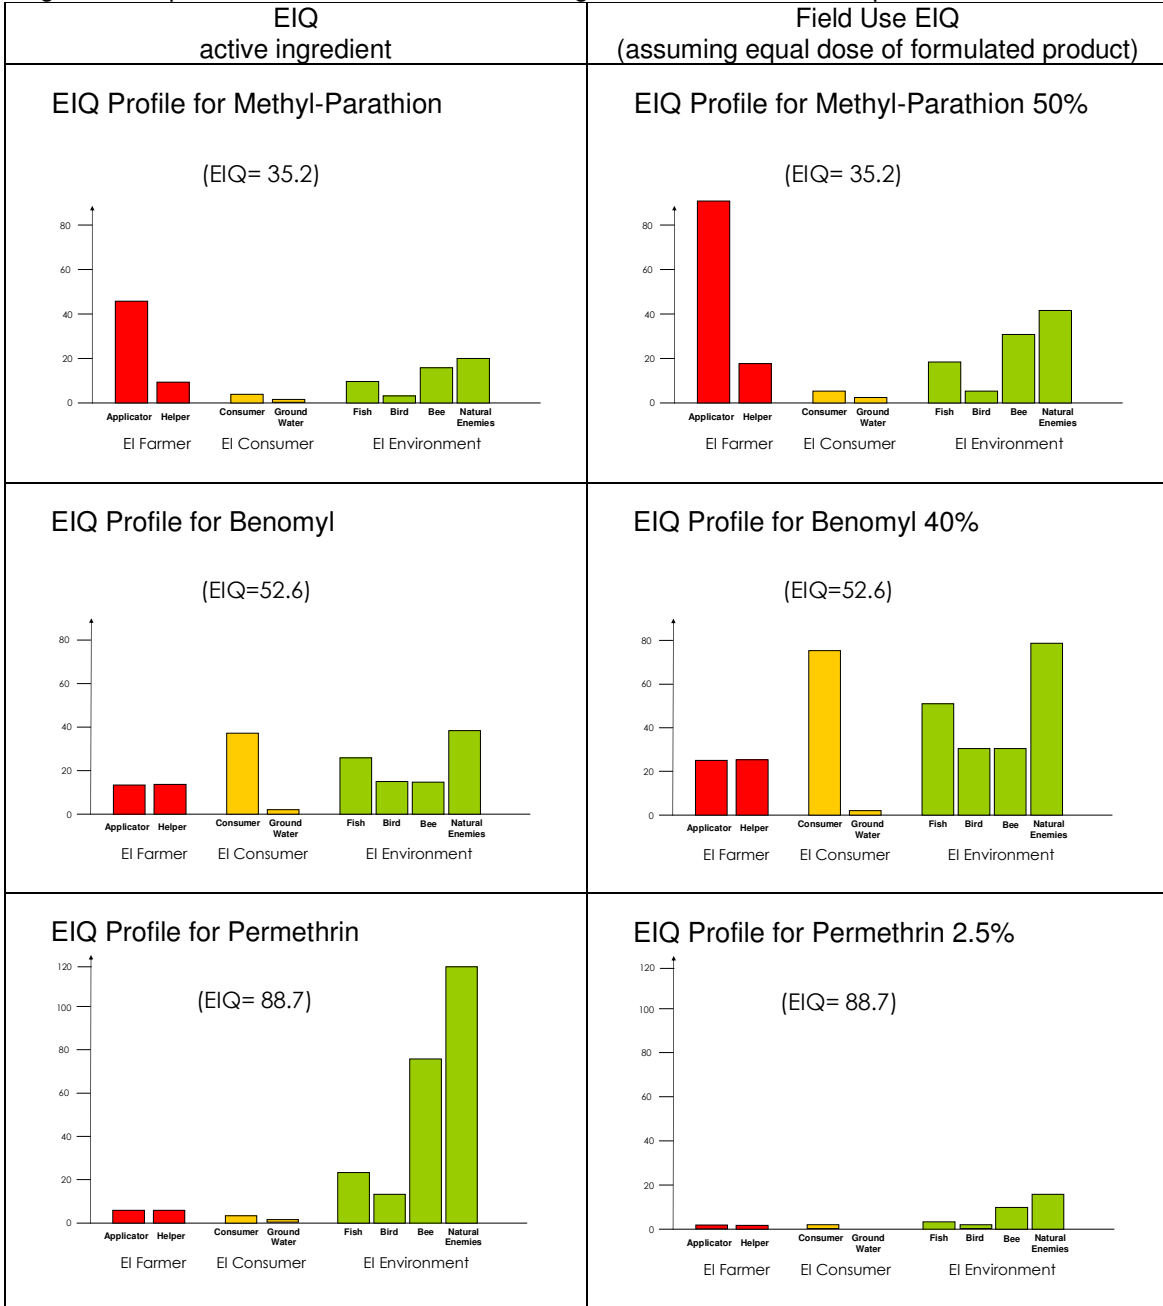 EIQ
active ingredient
Field Use EIQ
(assuming equal dose of formulated product)
EIQ Profile for Methyl-Parathion
(EIQ= 35.2)
80
60
40
20
0
Applicator Helper Consumer Ground Water Fish Bird Bee Natural Enemies
EI Farmer EI Consumer EI Environment
EIQ Profile for Methyl-Parathion 50%
(EIQ= 35.2)
80
60
40
20
0
Applicator Helper Consumer Ground Water Fish Bird Bee Natural Enemies
EI Farmer EI Consumer EI Environment
EIQ Profile for Benomyl
(EIQ=52.6)
80
60
40
20
0
Applicator Helper Consumer Ground Water Fish Bird Bee Natural Enemies
EI Farmer EI Consumer EI Environment
EIQ Profile for Benomyl 40%
(EIQ=52.6)
80
60
40
20
0
Applicator Helper Consumer Ground Water Fish Bird Bee Natural Enemies
EI Farmer EI Consumer EI Environment
EIQ Profile for Permethrin
(EIQ= 88.7)
120
100
80
60
40
20
0
Applicator Helper Consumer Ground Water Fish Bird Bee Natural Enemies
EI Farmer EI Consumer EI Environment
EIQ Profile for Permethrin 2.5%
(EIQ= 88.7)
120
100
80
60
40
20
0
Applicator Helper Consumer Ground Water Fish Bird Bee Natural Enemies
EI Farmer EI Consumer EI Environment